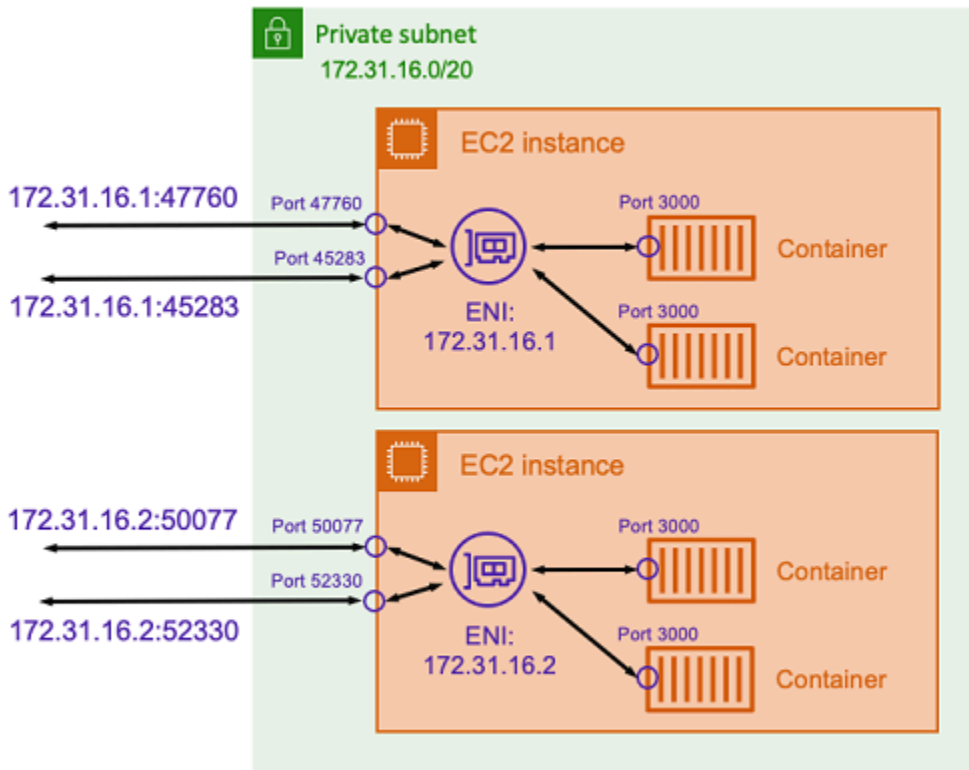 Private subnet
172.31.16.0/20
EC2 instance
172.31.16.1:47760
Port 47760
Port 3000
Container
Port 45283
172.31.16.1:45283
ENI:
172.31.16.1
Port 3000
Container
EC2 instance
172.31.16.2:50077
Port 50077
Port 3000
Container
Port 52330
172.31.16.2:52330
ENI:
172.31.16.2
Port 3000
Container